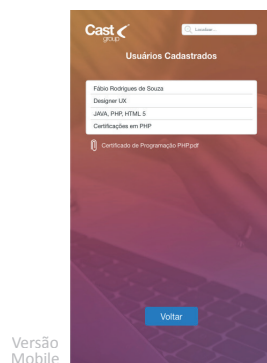 Cast
group
Localizar...
Usuários Cadastrados
Fábio Rodrigues de Souza
Designer UX
JAVA, PHP, HTML 5
Certificações em PHP
Certificado de Programação PHP.pdf
Voltar
Versão
Mobile